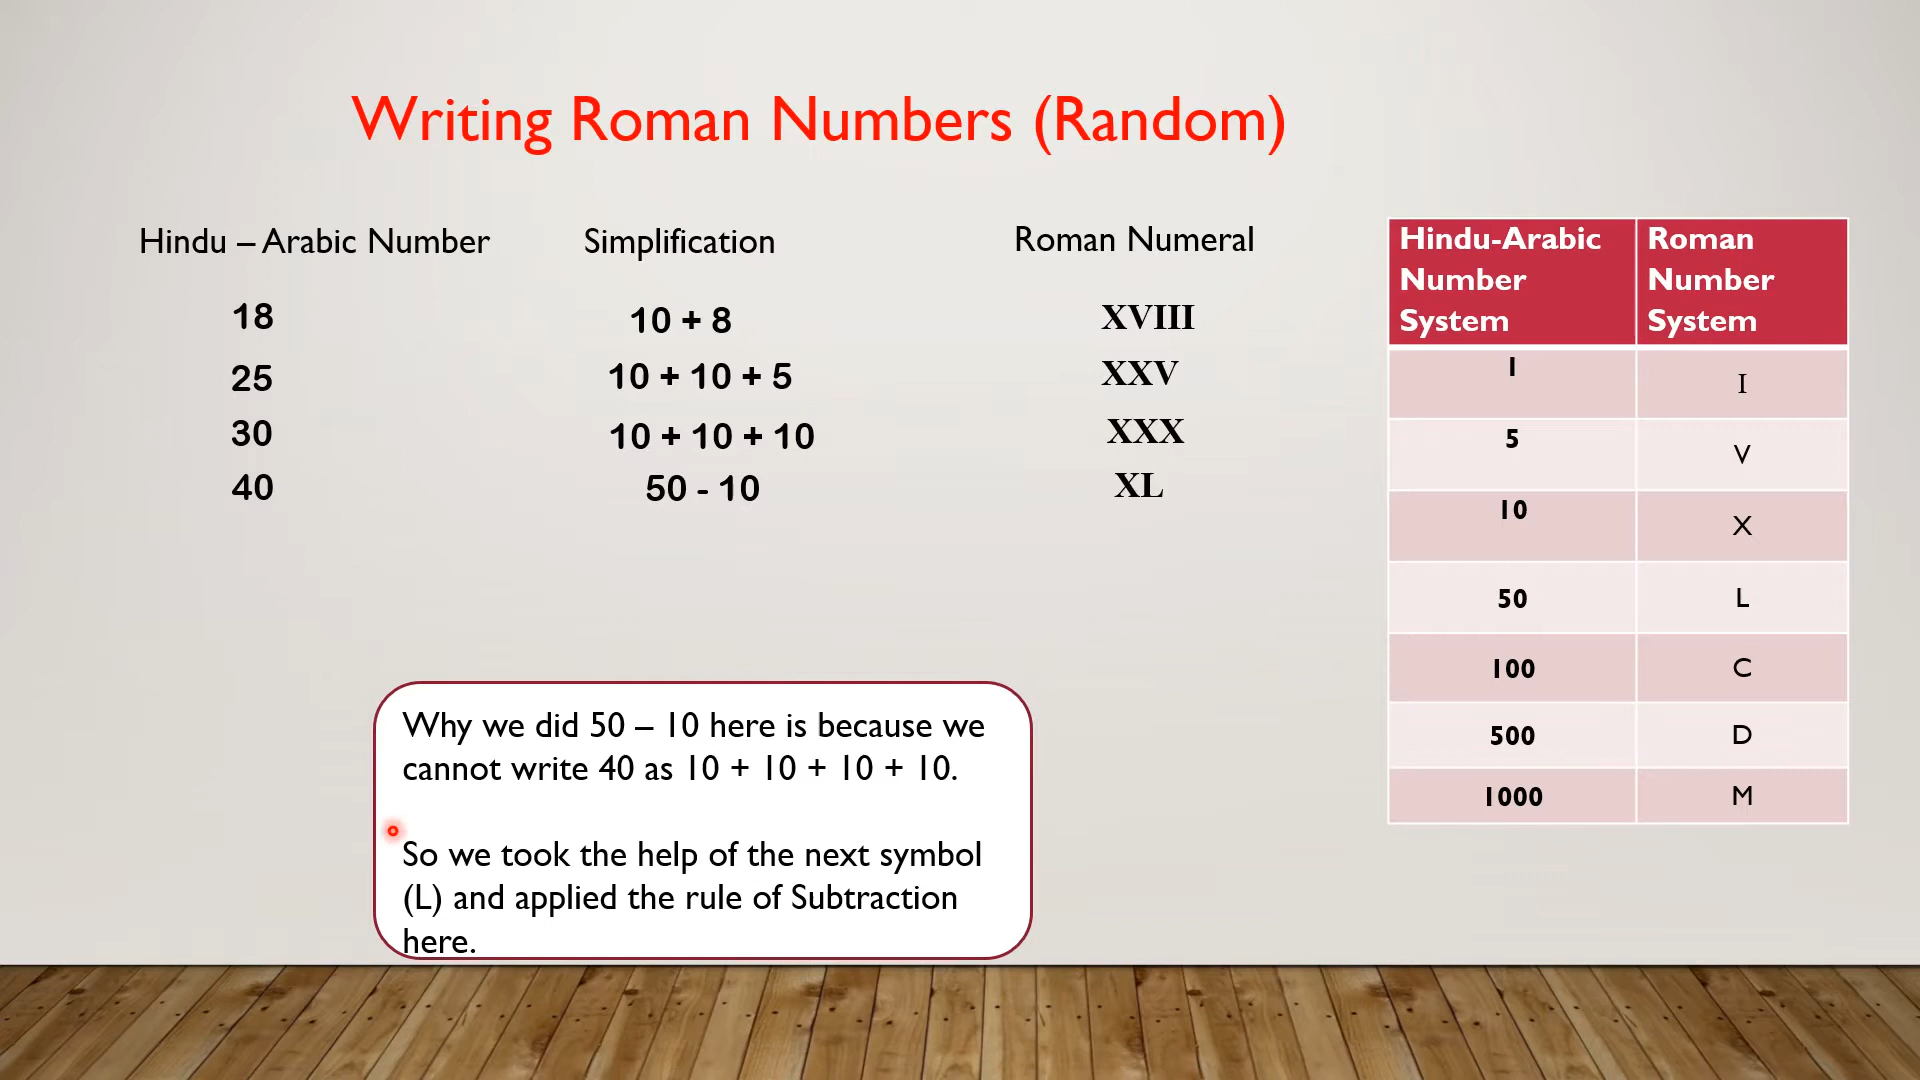 Writing Roman Numbers (Random)
Hindu – Arabic Number Simplification Roman Numeral
18 10 + 8 XVIII
25 10 + 10 + 5 XXV
30 10 + 10 + 10 XXX
40 50 - 10 XL
Why we did 50 – 10 here is because we
cannot write 40 as 10 + 10 + 10 + 10.
So we took the help of the next symbol
(L) and applied the rule of Subtraction
here.
Hindu-Arabic Number System Roman Number System
1 I
5 V
10 X
50 L
100 C
500 D
1000 M